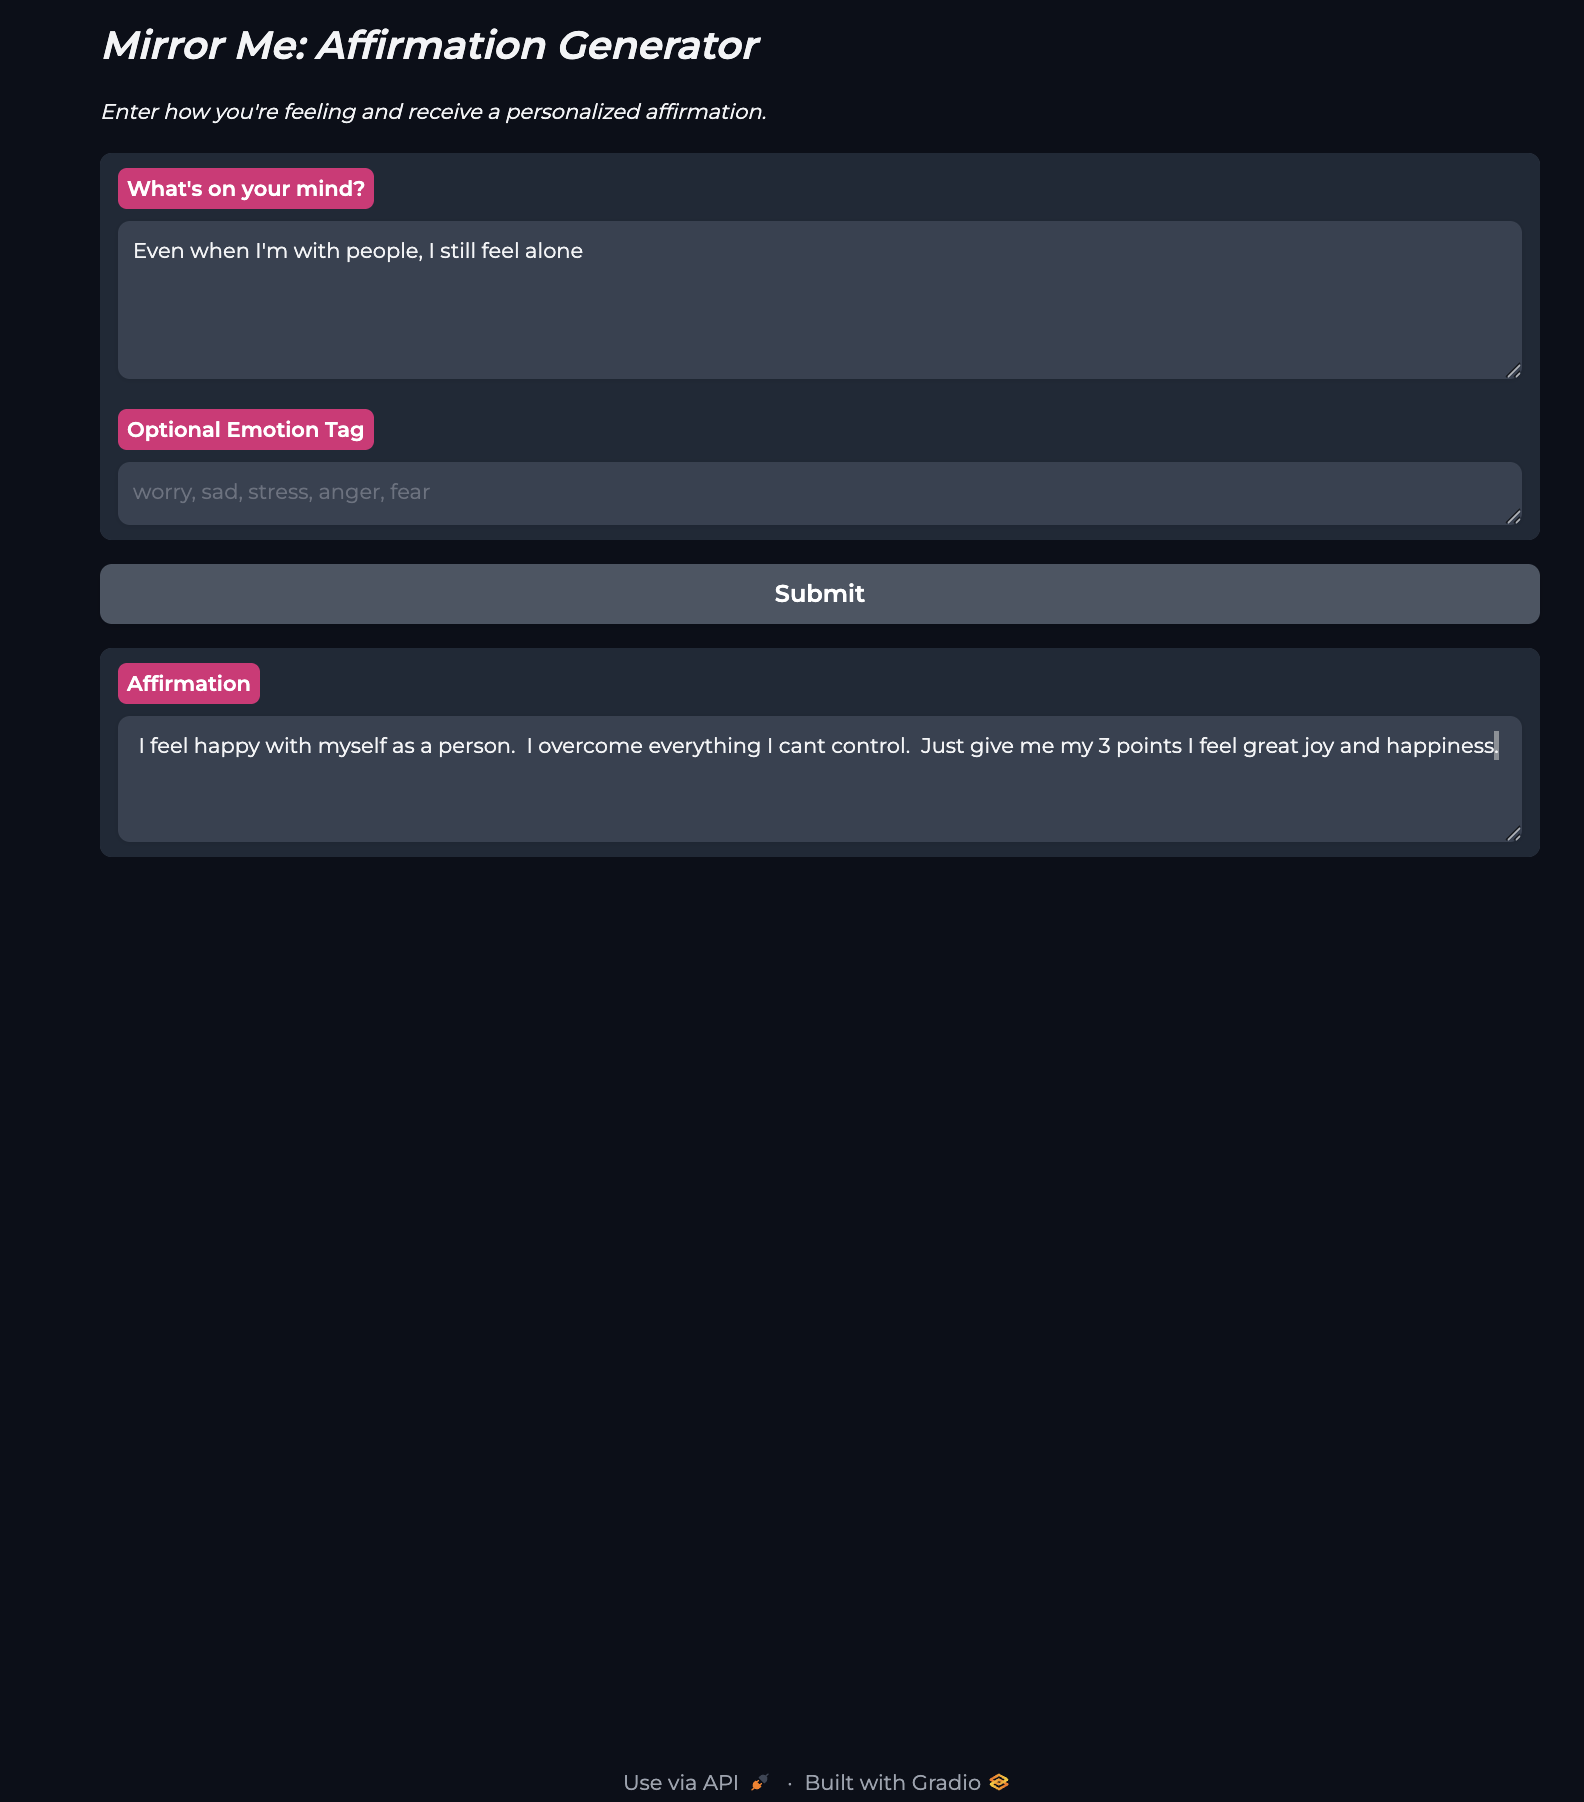 Mirror Me: Affirmation Generator
Enter how you're feeling and receive a personalized affirmation.
What's on your mind?
Even when I'm with people, I still feel alone
Optional Emotion Tag
worry, sad, stress, anger, fear
Submit
Affirmation
I feel happy with myself as a person.  I overcome everything I cant control.  Just give me my 3 points I feel great joy and happiness.
Use via API · Built with Gradio